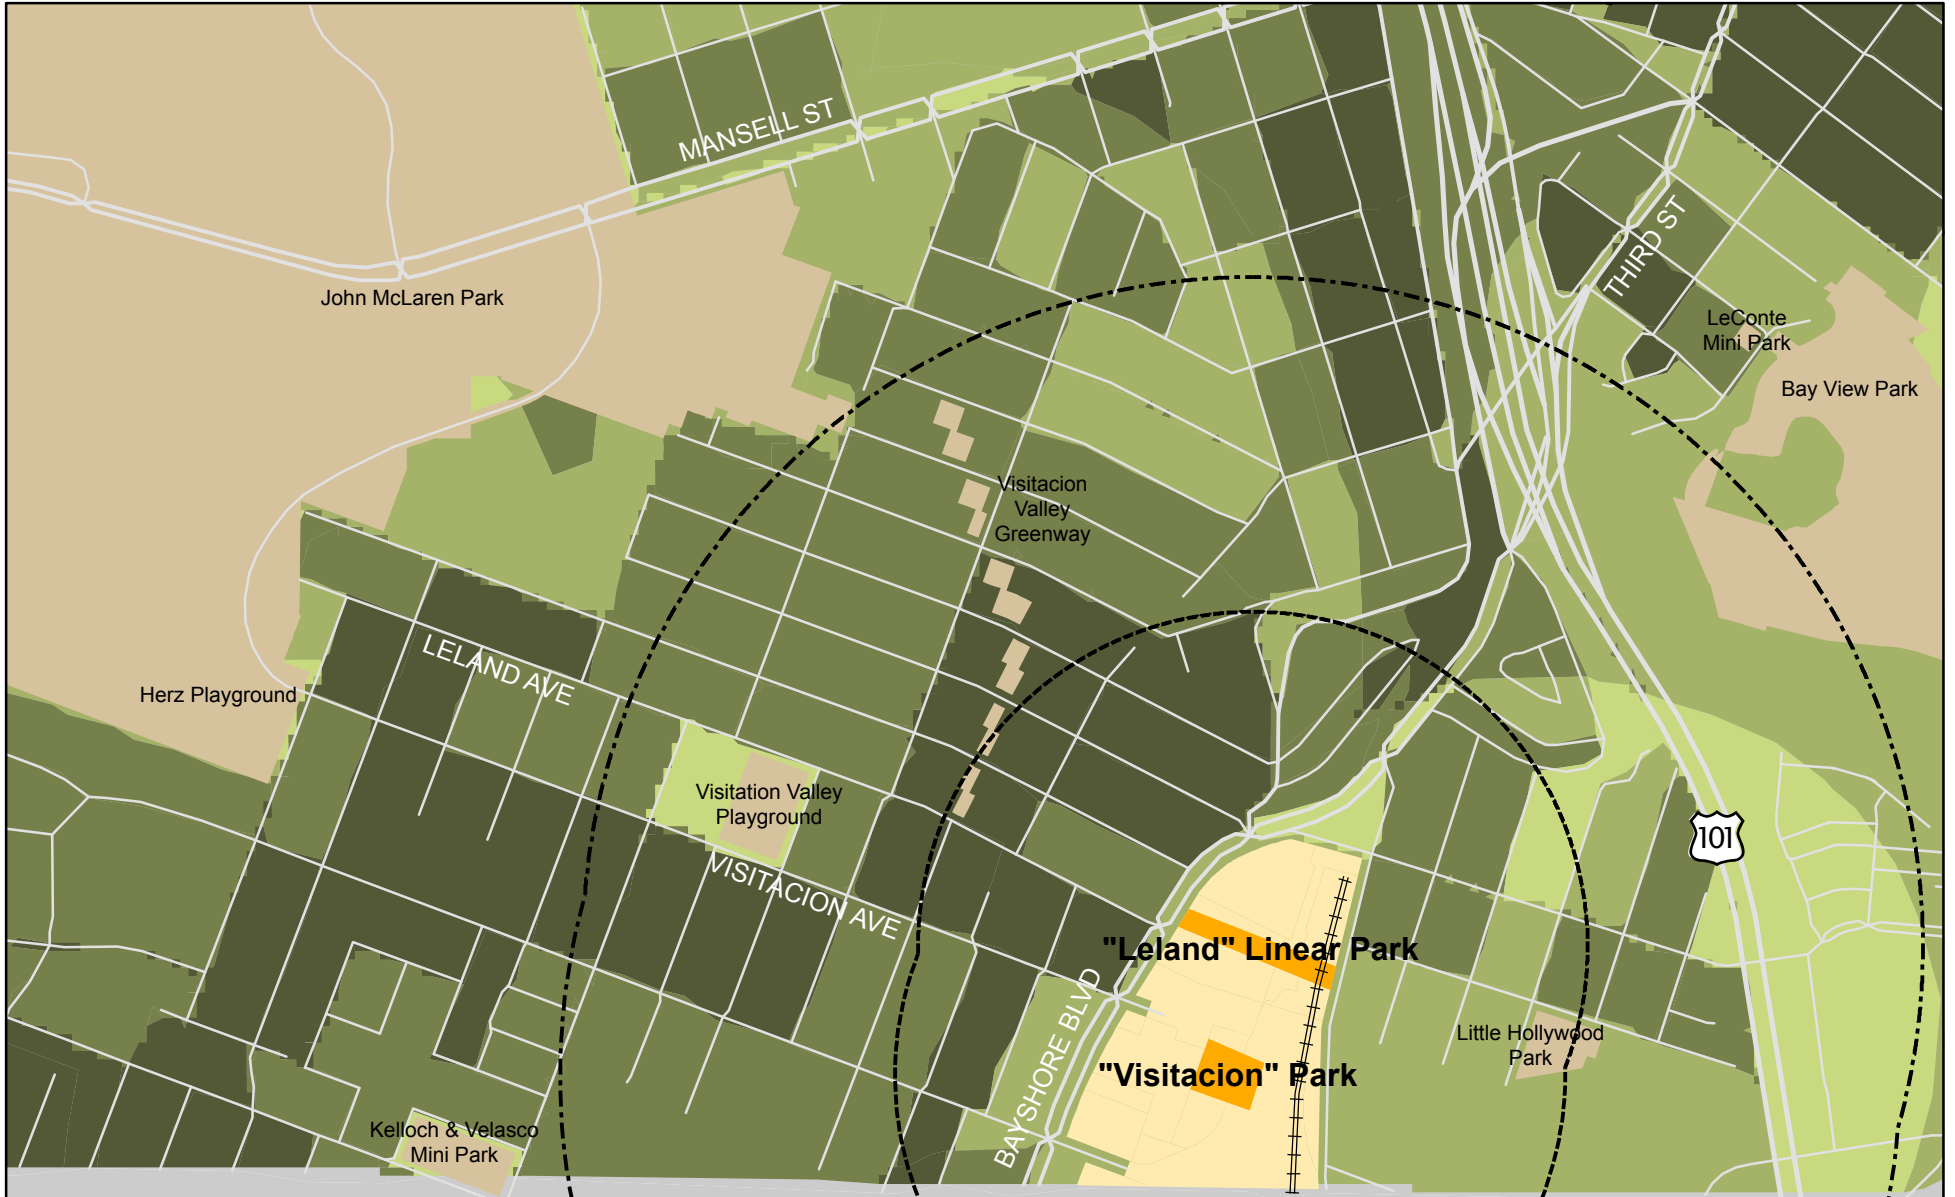 MANSELL ST
THIRD ST
John McLaren Park
LeConte
Mini Park
Bay View Park
Visitacion
Valley
Greenway
LELAND AVE
Herz Playground
Visitation Valley
Playground
101
VISITACION AVE
"Leland" Linear Park
BAYSHORE BLVD
Little Hollywood
Park
"Visitacion" Park
Kelloch & Velasco
Mini Park